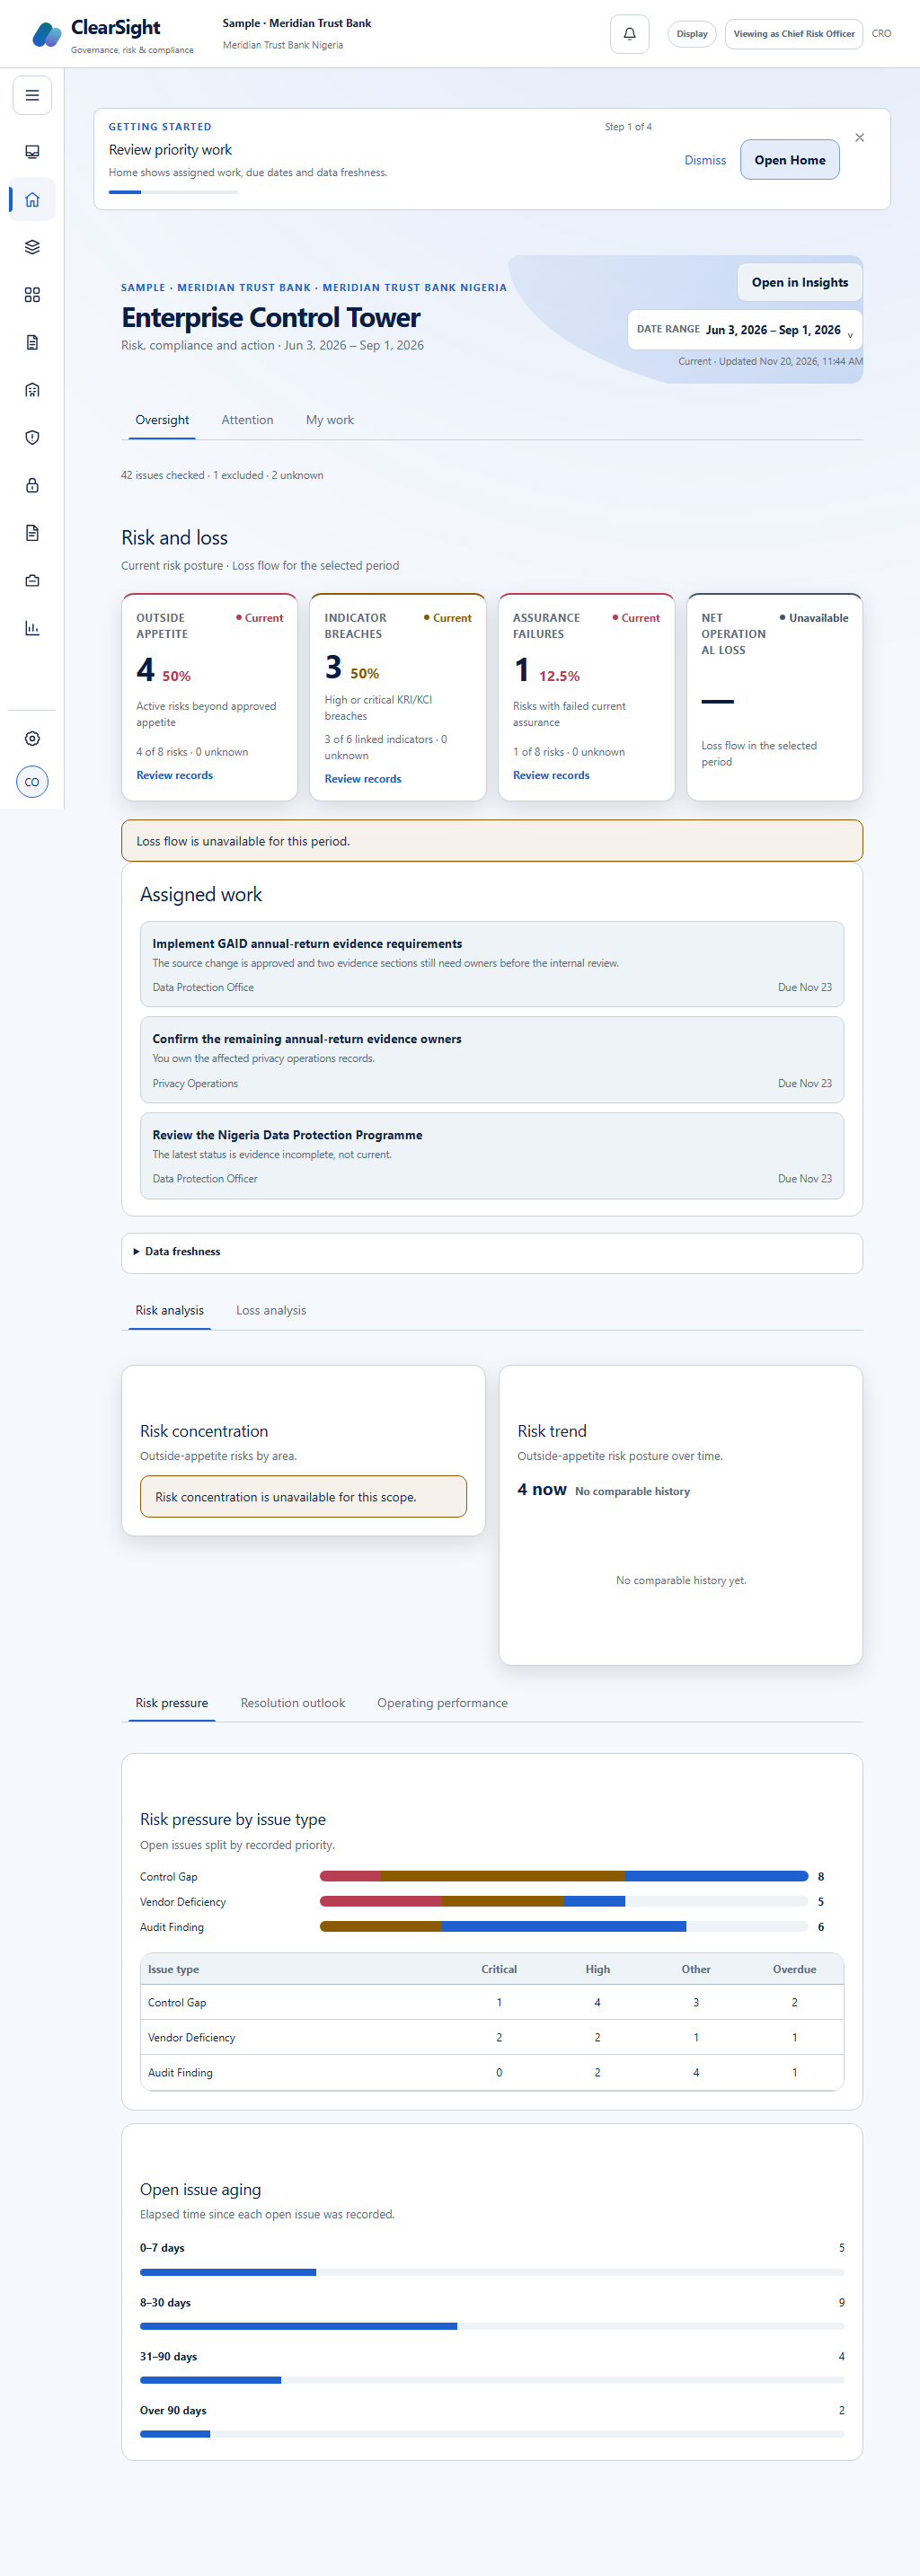 ClearSight
Governance, risk & compliance
Sample · Meridian Trust Bank
Meridian Trust Bank Nigeria
Display
Viewing as Chief Risk Officer
CRO
GETTING STARTED
Step 1 of 4
Review priority work
Home shows assigned work, due dates and data freshness.
Dismiss
Open Home
SAMPLE · MERIDIAN TRUST BANK · MERIDIAN TRUST BANK NIGERIA
Enterprise Control Tower
Risk, compliance and action · Jun 3, 2026 – Sep 1, 2026
Open in Insights
DATE RANGE Jun 3, 2026 – Sep 1, 2026
Current · Updated Nov 20, 2026, 11:44 AM
Oversight
Attention
My work
42 issues checked · 1 excluded · 2 unknown
Risk and loss
Current risk posture · Loss flow for the selected period
OUTSIDE
APPETITE
Current
4 50%
Active risks beyond approved
appetite
4 of 8 risks · 0 unknown
Review records
INDICATOR
BREACHES
Current
3 50%
High or critical KRI/KCI
breaches
3 of 6 linked indicators · 0
unknown
Review records
ASSURANCE
FAILURES
Current
1 12.5%
Risks with failed current
assurance
1 of 8 risks · 0 unknown
Review records
NET
OPERATION
AL LOSS
Unavailable
—
Loss flow in the selected
period
CO
Loss flow is unavailable for this period.
Assigned work
Implement GAID annual-return evidence requirements
The source change is approved and two evidence sections still need owners before the internal review.
Data Protection Office
Due Nov 23
Confirm the remaining annual-return evidence owners
You own the affected privacy operations records.
Privacy Operations
Due Nov 23
Review the Nigeria Data Protection Programme
The latest status is evidence incomplete, not current.
Data Protection Officer
Due Nov 23
Data freshness
Risk analysis
Loss analysis
Risk concentration
Outside-appetite risks by area.
Risk concentration is unavailable for this scope.
Risk trend
Outside-appetite risk posture over time.
4 now No comparable history
No comparable history yet.
Risk pressure
Resolution outlook
Operating performance
Risk pressure by issue type
Open issues split by recorded priority.
Control Gap 8
Vendor Deficiency 5
Audit Finding 6
Issue type Critical High Other Overdue
Control Gap 1 4 3 2
Vendor Deficiency 2 2 1 1
Audit Finding 0 2 4 1
Open issue aging
Elapsed time since each open issue was recorded.
0–7 days 5
8–30 days 9
31–90 days 4
Over 90 days 2